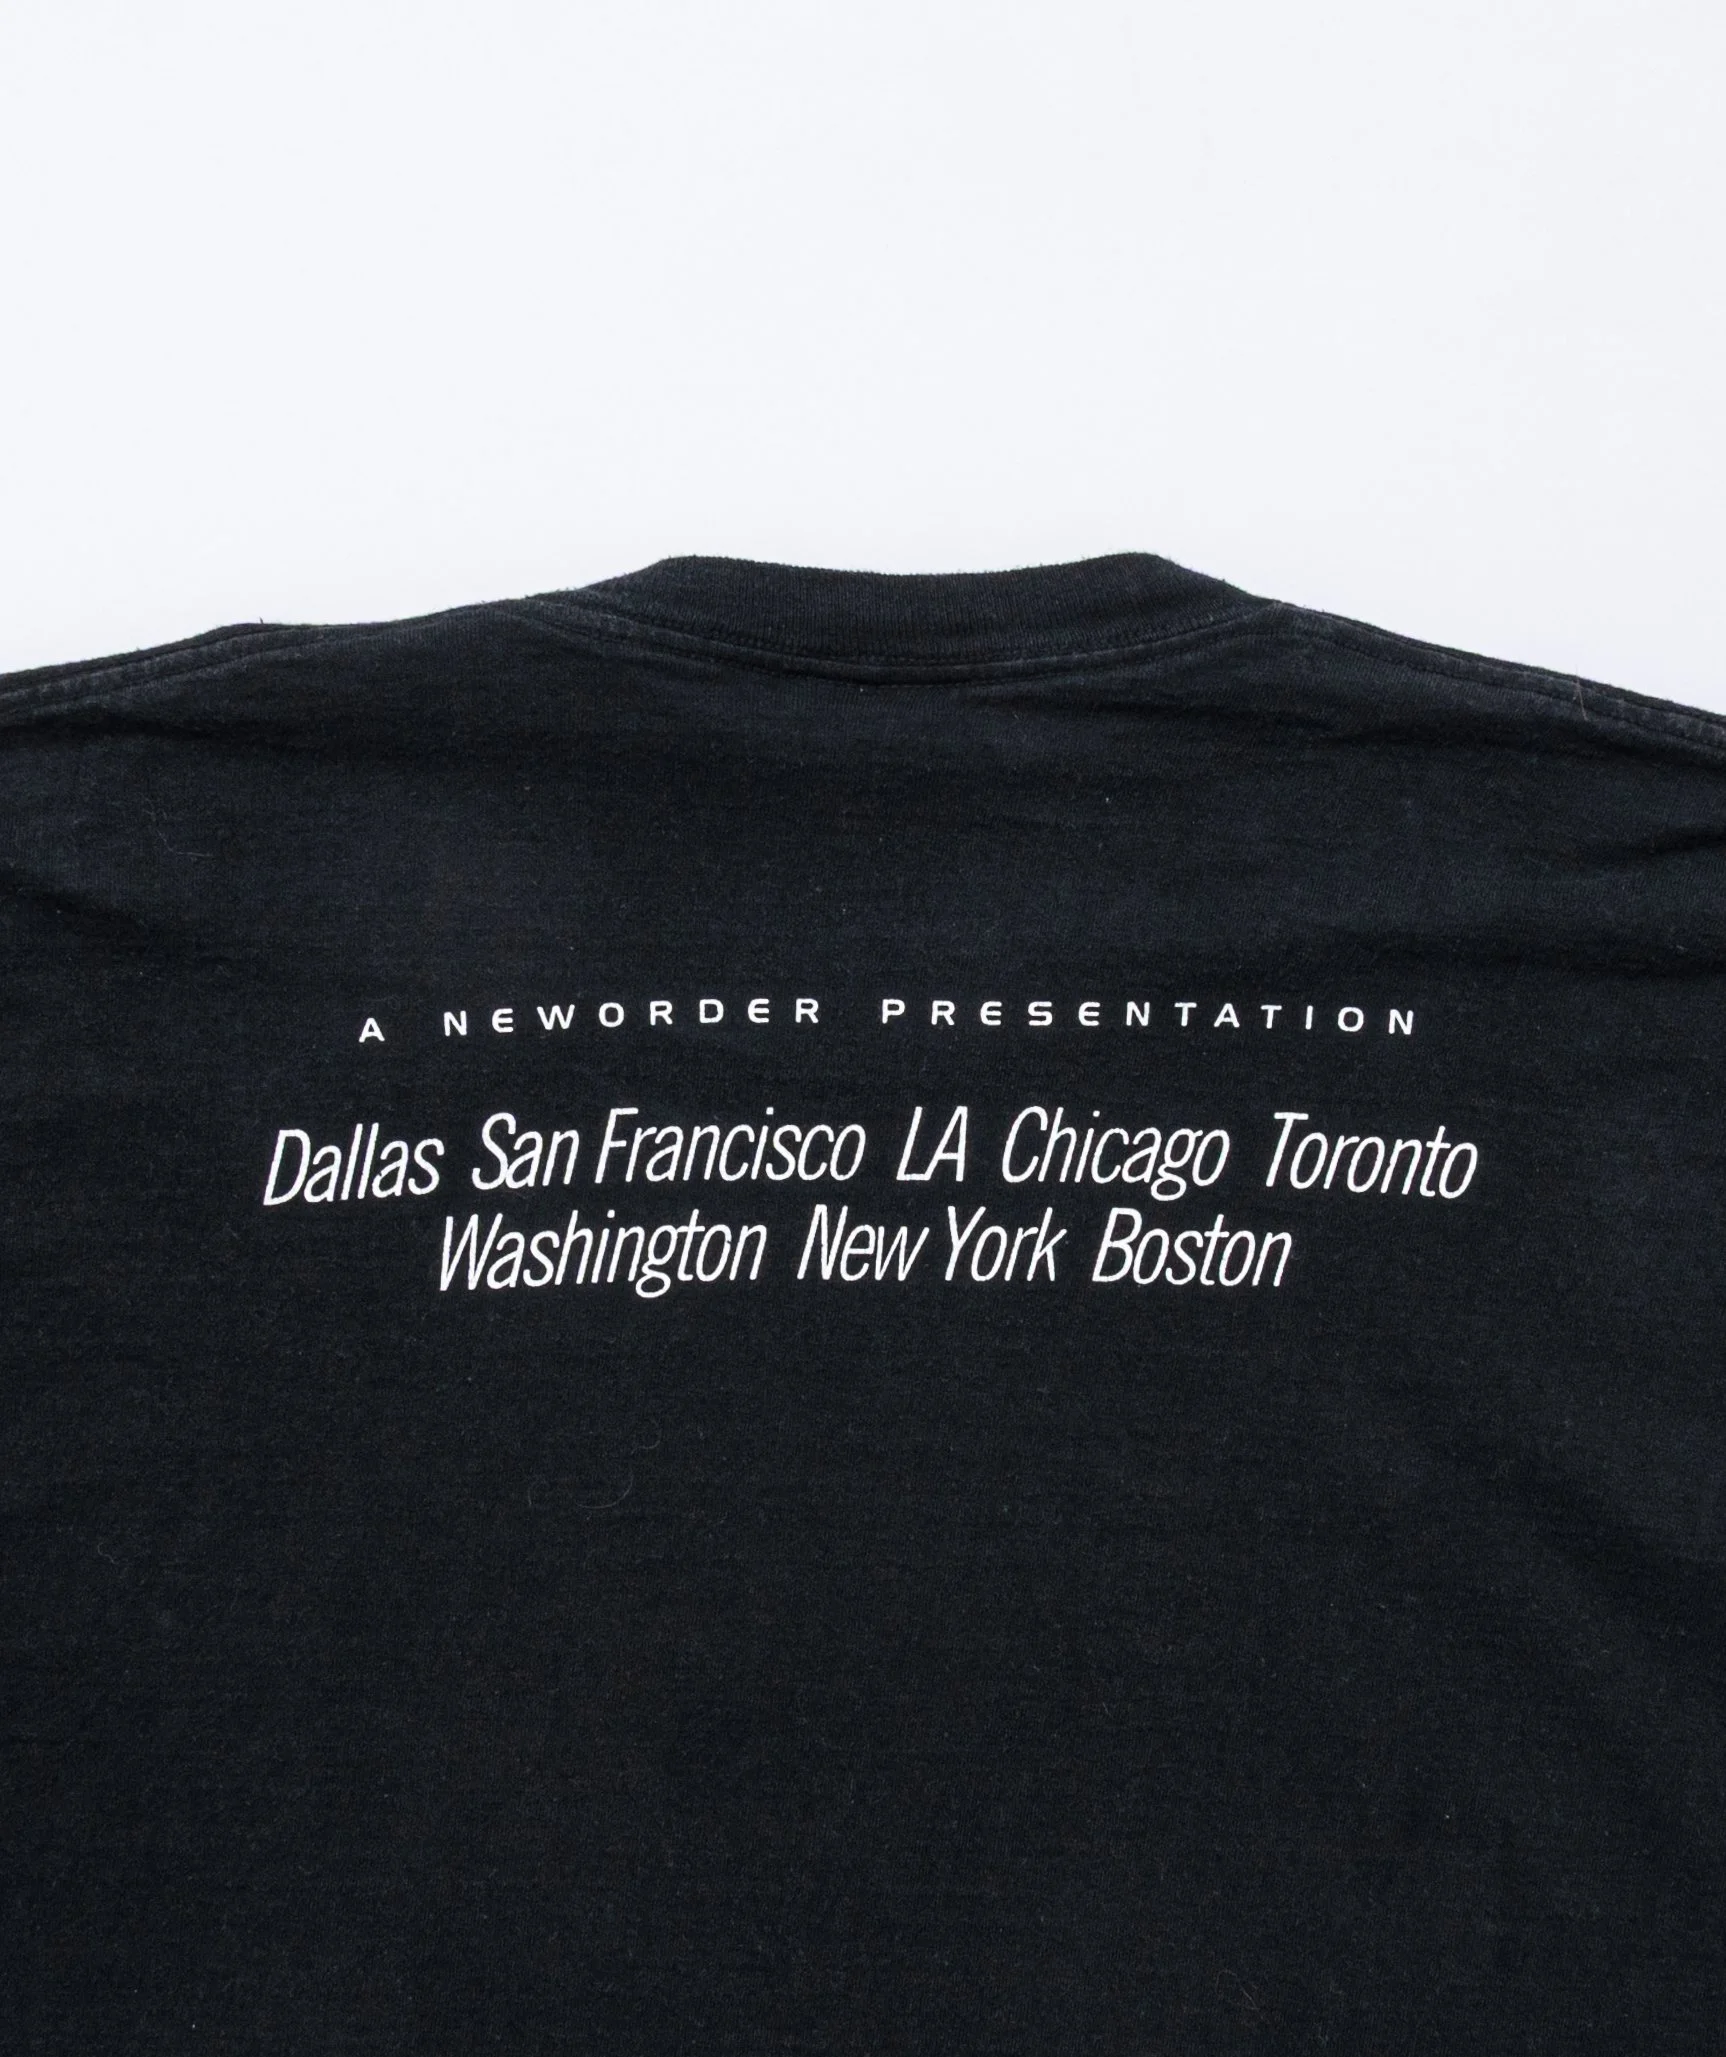 A NEWORDER PRESENTATION
Dallas San Francisco LA Chicago Toronto
Washington New York Boston